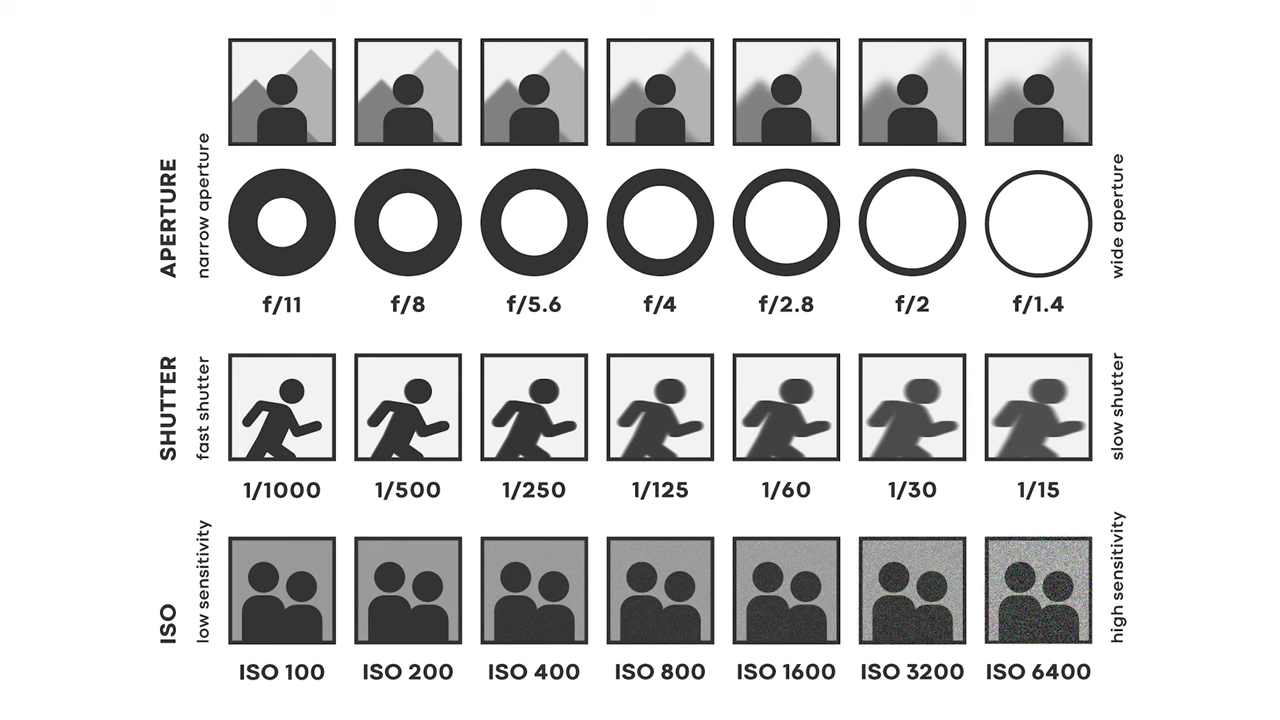 APERTURE
narrow aperture
wide aperture
f/11 f/8 f/5.6 f/4 f/2.8 f/2 f/1.4
SHUTTER
fast shutter
slow shutter
1/1000 1/500 1/250 1/125 1/60 1/30 1/15
ISO
low sensitivity
high sensitivity
ISO 100 ISO 200 ISO 400 ISO 800 ISO 1600 ISO 3200 ISO 6400